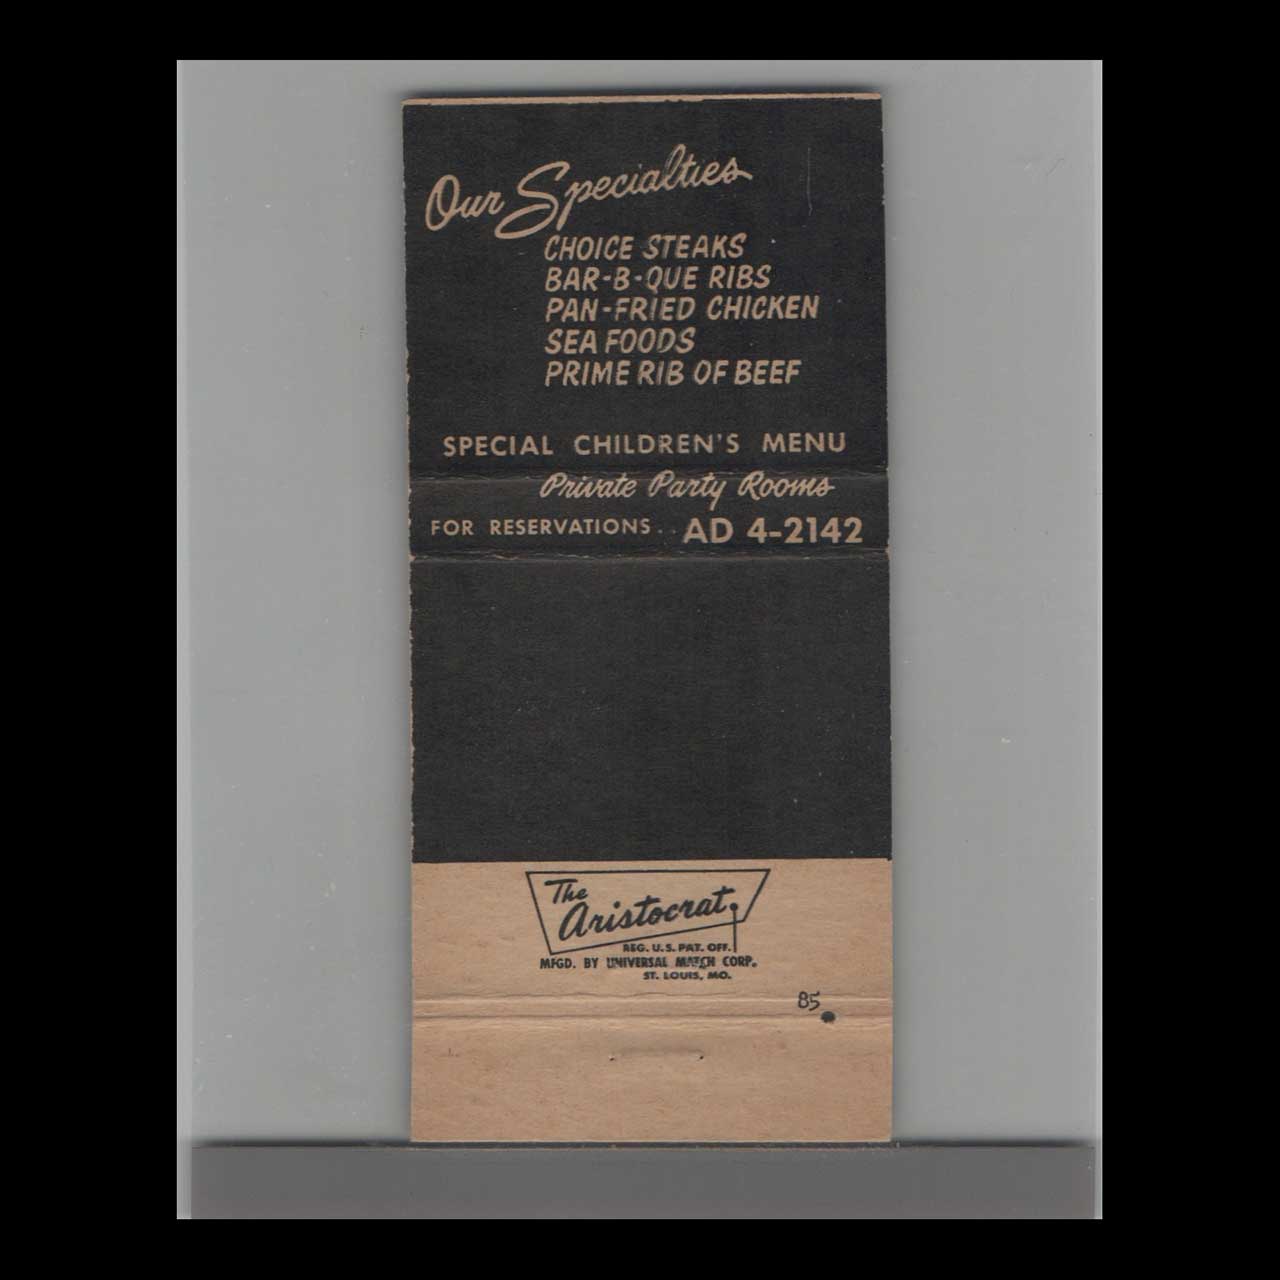 Our Specialties
CHOICE STEAKS
BAR-B-QUE RIBS
PAN-FRIED CHICKEN
SEA FOODS
PRIME RIB OF BEEF
SPECIAL CHILDREN'S MENU
Private Party Rooms
FOR RESERVATIONS.. AD 4-2142
The
Aristocrat
REG. U.S. PAT. OFF.
MFGD. BY UNIVERSAL MATCH CORP.
ST. LOUIS, MO.
85